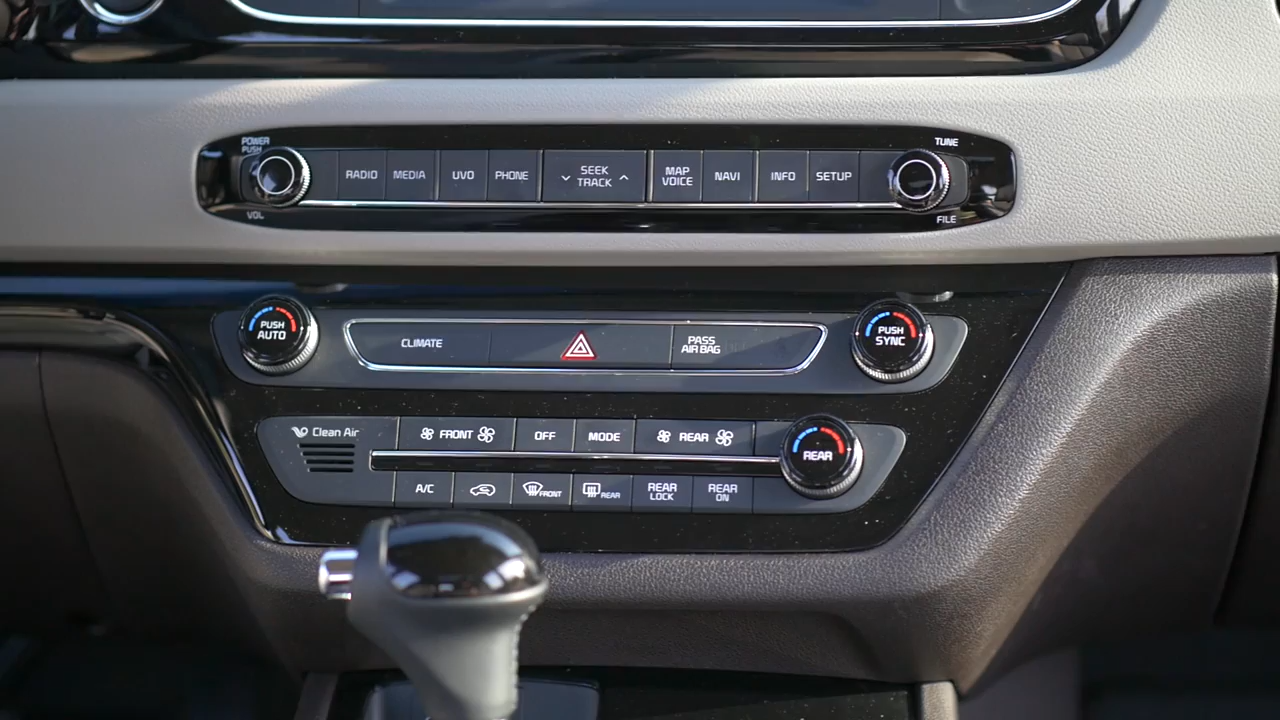 POWER
PUSH
TUNE
RADIO MEDIA UVO PHONE SEEK TRACK MAP VOICE NAVI INFO SETUP
VOL
FILE
PUSH AUTO
CLIMATE
PASS AIR BAG
PUSH SYNC
Clean Air
FRONT OFF MODE REAR
REAR
A/C FRONT REAR REAR LOCK REAR ON